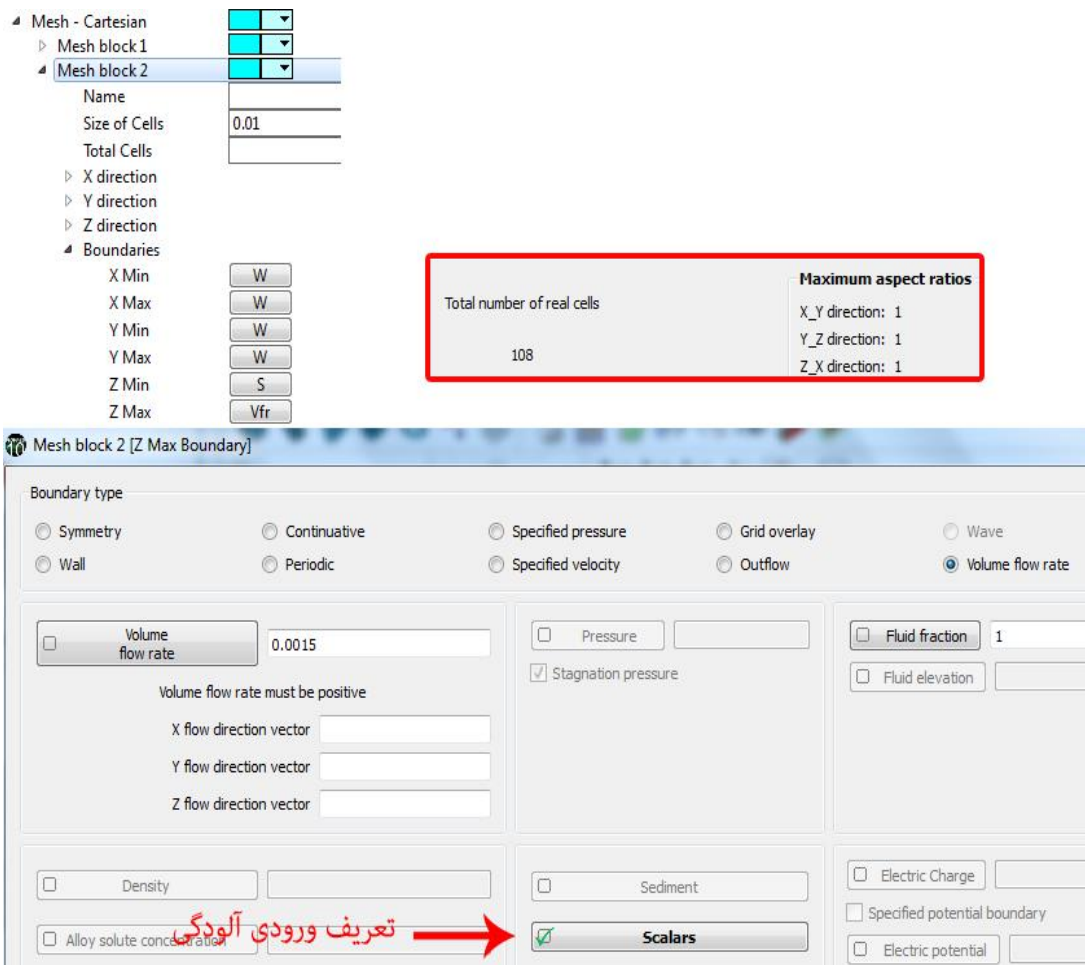 Mesh - Cartesian
Mesh block 1
Mesh block 2
Name
Size of Cells 0.01
Total Cells
X direction
Y direction
Z direction
Boundaries
X Min W
X Max W
Y Min W
Y Max W
Z Min S
Z Max Vfr
Total number of real cells
108
Maximum aspect ratios
X_Y direction: 1
Y_Z direction: 1
Z_X direction: 1
Mesh block 2 [Z Max Boundary]
Boundary type
Symmetry Continuative Specified pressure Grid overlay Wave
Wall Periodic Specified velocity Outflow Volume flow rate
Volume
flow rate
0.0015
Volume flow rate must be positive
X flow direction vector
Y flow direction vector
Z flow direction vector
Pressure
Stagnation pressure
Fluid fraction 1
Fluid elevation
Density
Alloy solute concentration
تعریف ورودی آلودگی
Sediment
Scalars
Electric Charge
Specified potential boundary
Electric potential